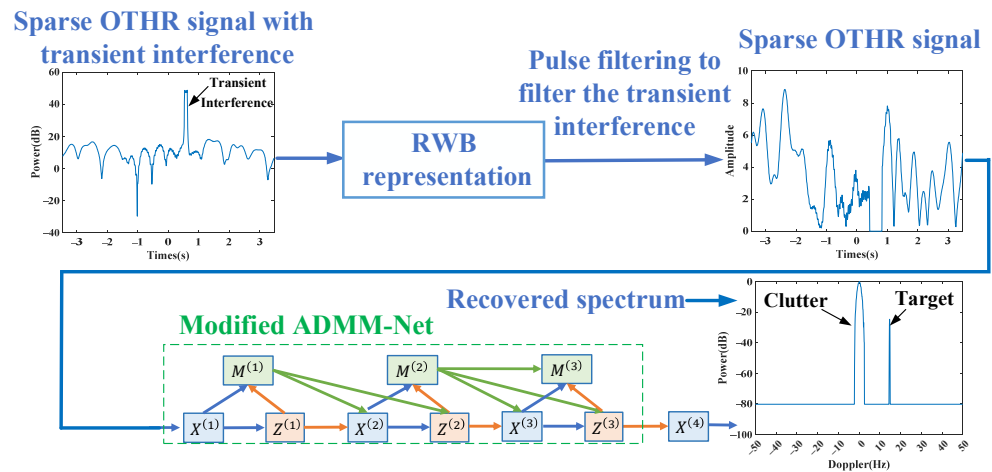 Sparse OTHR signal with
transient interference
60
40
20
0
−20
−40
Power(dB)
−3 −2 −1 0 1 2 3
Times(s)
Transient
Interference
RWB
representation
Pulse filtering to
filter the transient
interference
Sparse OTHR signal
10
8
6
4
2
0
Amplitude
−3 −2 −1 0 1 2 3
Times(s)
Recovered spectrum
0
−20
−40
−60
−80
−100
Power(dB)
Clutter
Target
−50 −40 −30 −20 −10 0 10 20 30 40 50
Doppler(Hz)
Modified ADMM-Net
M⁽¹⁾ M⁽²⁾ M⁽³⁾
X⁽¹⁾ Z⁽¹⁾ X⁽²⁾ Z⁽²⁾ X⁽³⁾ Z⁽³⁾ X⁽⁴⁾